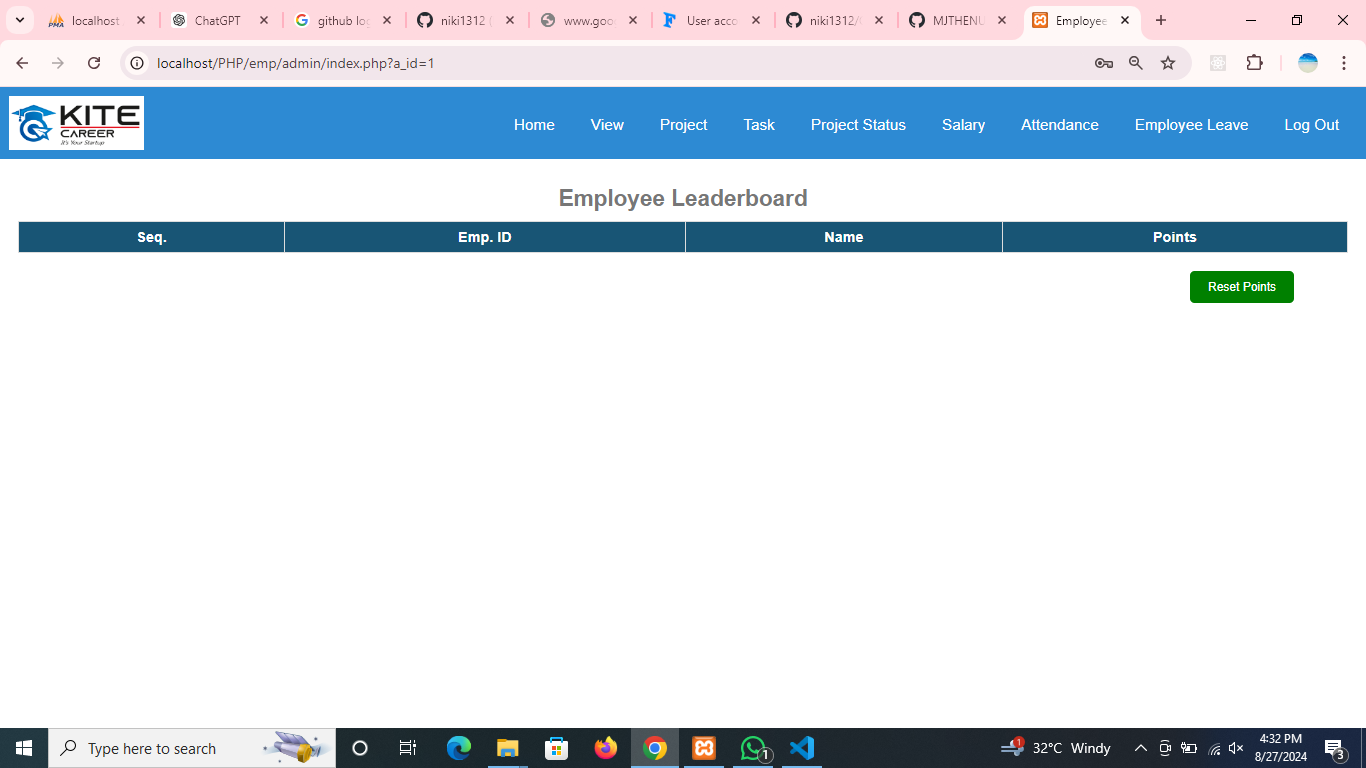 localhost
ChatGPT
github log
niki1312 (
www.goo
User acco
niki1312/
MJTHENU
Employee
localhost/PHP/emp/admin/index.php?a_id=1
KITE
CAREER
It's Your Startup
Home View Project Task Project Status Salary Attendance Employee Leave Log Out
Employee Leaderboard
Seq. Emp. ID Name Points
Reset Points
Type here to search
1
1
32°C Windy
4:32 PM
8/27/2024
3